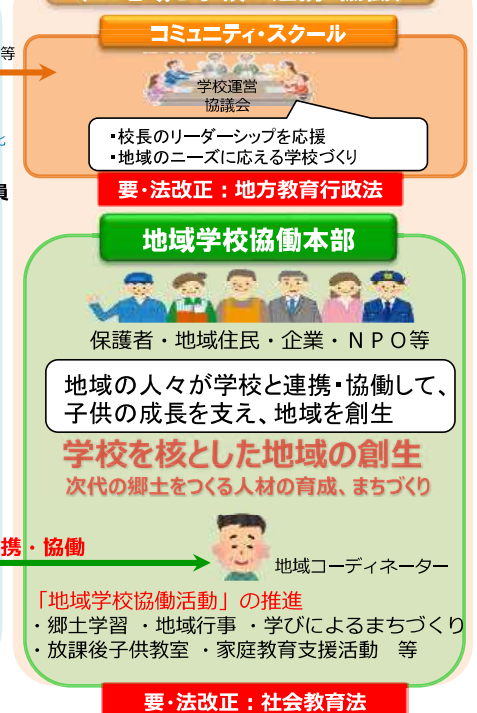 コミュニティ・スクール
等
学校運営
協議会
・校長のリーダーシップを応援
・地域のニーズに応える学校づくり
員
要・法改正：地方教育行政法
地域学校協働本部
保護者・地域住民・企業・ＮＰＯ等
地域の人々が学校と連携・協働して、
子供の成長を支え、地域を創生
学校を核とした地域の創生
次代の郷土をつくる人材の育成、まちづくり
携・協働
地域コーディネーター
「地域学校協働活動」の推進
・郷土学習 ・地域行事 ・学びによるまちづくり
・放課後子供教室 ・家庭教育支援活動　等
要・法改正：社会教育法